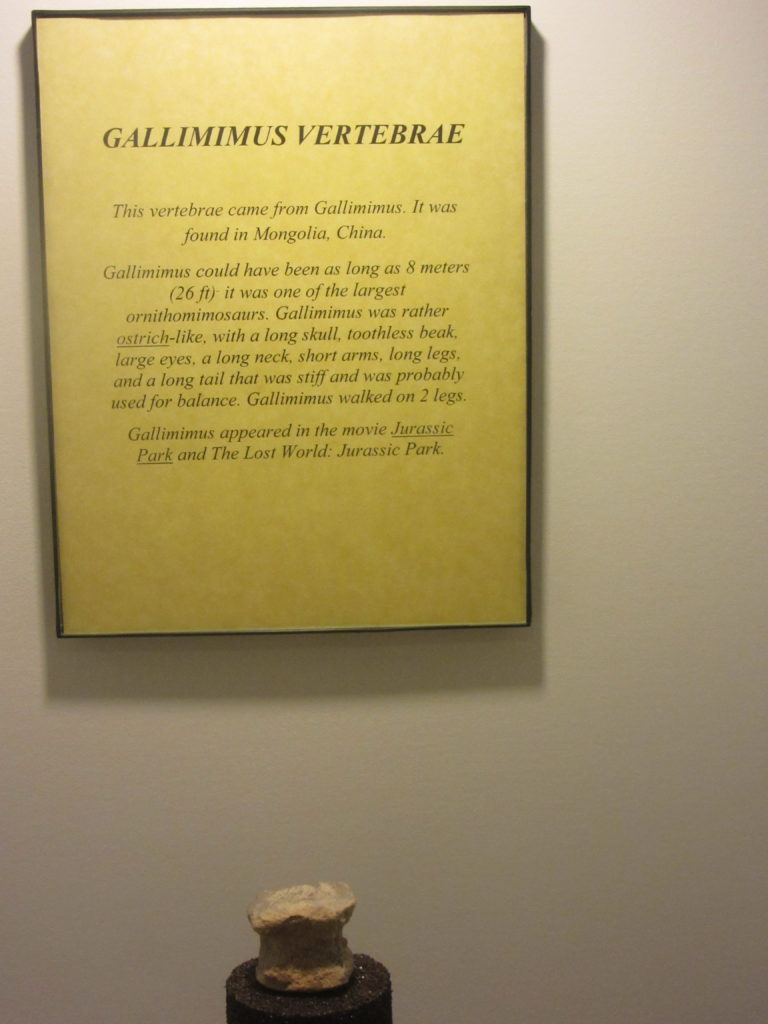 GALLIMIMUS VERTEBRAE
This vertebrae came from Gallimimus. It was
found in Mongolia, China.
Gallimimus could have been as long as 8 meters
(26 ft) it was one of the largest
ornithomimosaurs. Gallimimus was rather
ostrich-like, with a long skull, toothless beak,
large eyes, a long neck, short arms, long legs,
and a long tail that was stiff and was probably
used for balance. Gallimimus walked on 2 legs.
Gallimimus appeared in the movie Jurassic
Park and The Lost World: Jurassic Park.